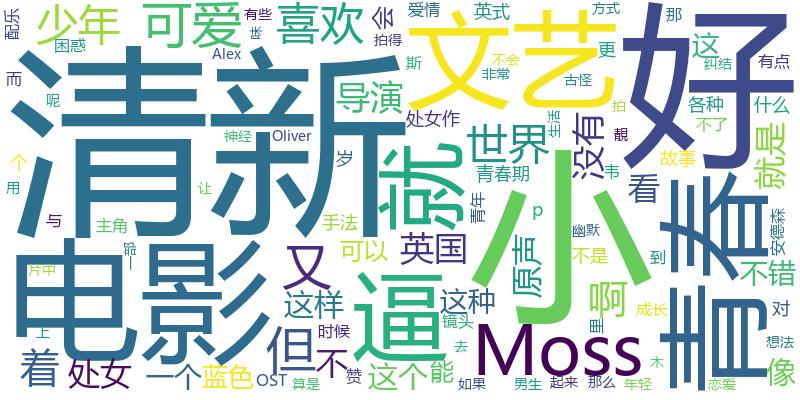 配乐
少年
可爱
有些
喜欢
会
爱情
英式
方式
那
好
困惑
Alex
咪
拍得
文艺
更
这
而
清新
斯
不会
非常
古怪
纠结
有点
呢
导演
处女作
各种
什么
神经
Oliver
就
世界
生活
没有
拍
靓
不了
就是
个
岁
青春期
韦
故事
用
让
看
青春
与
主角
手法
青年
p
小
幽默
安德森
电影
一部
又
可以
英国
原声
不是
到
不错
片中
这样
逼
这种
啊
成长
对
上
但
时候
不
镜头
Moss
里
想法
着
处女
一个
蓝色
OST
算是
赞
这个
能
去
如果
男生
起来
那么
木
年轻
恋爱
像